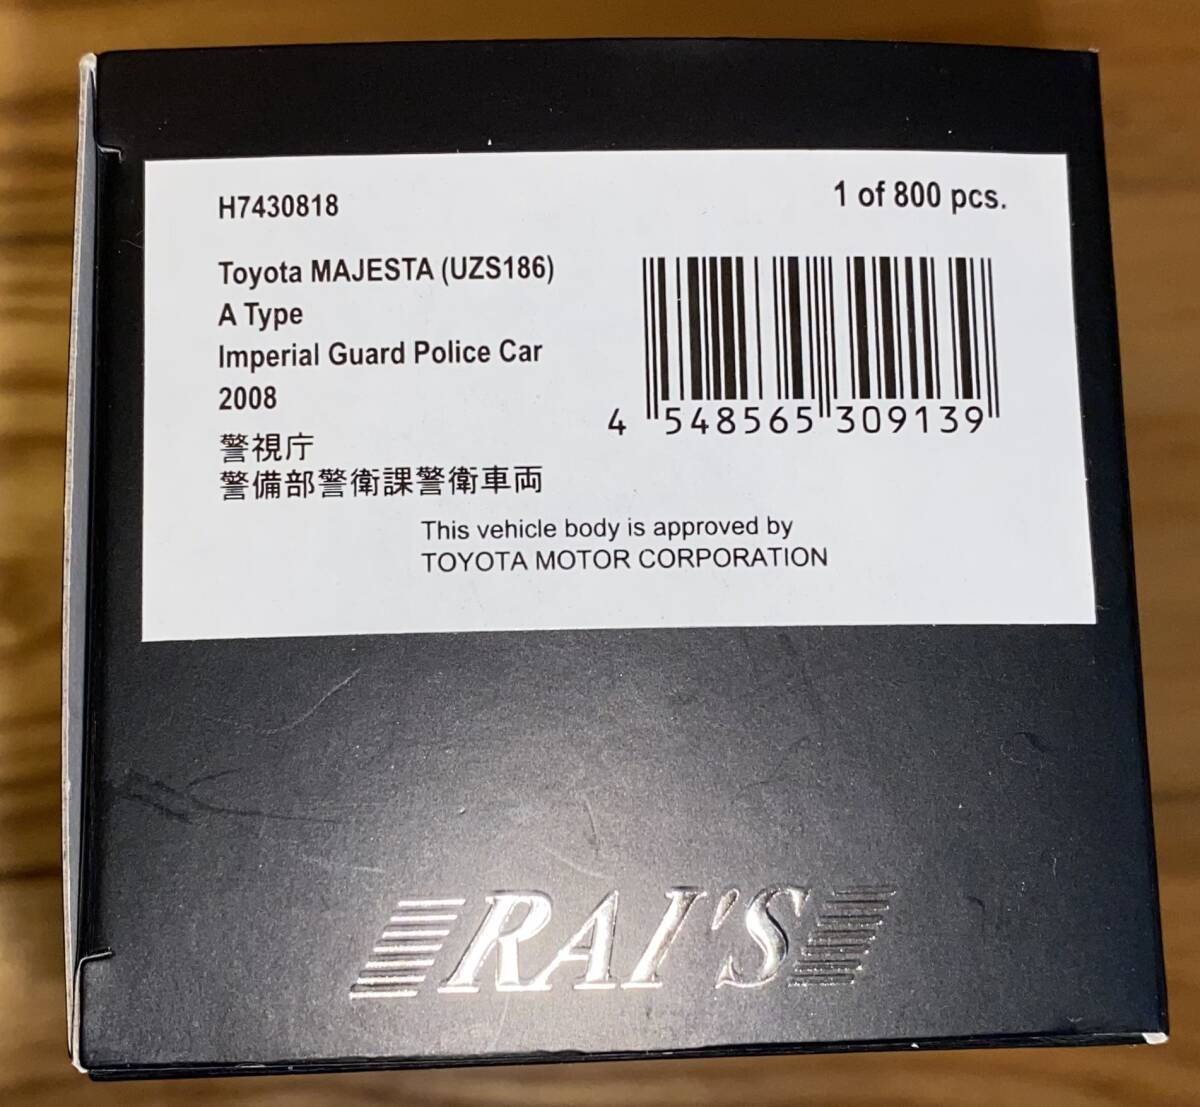 H7430818
1 of 800 pcs.
Toyota MAJESTA (UZS186)
A Type
Imperial Guard Police Car
2008
警視庁
警備部警衛課警衛車両
4 548565 309139
This vehicle body is approved by
TOYOTA MOTOR CORPORATION
RAI'S